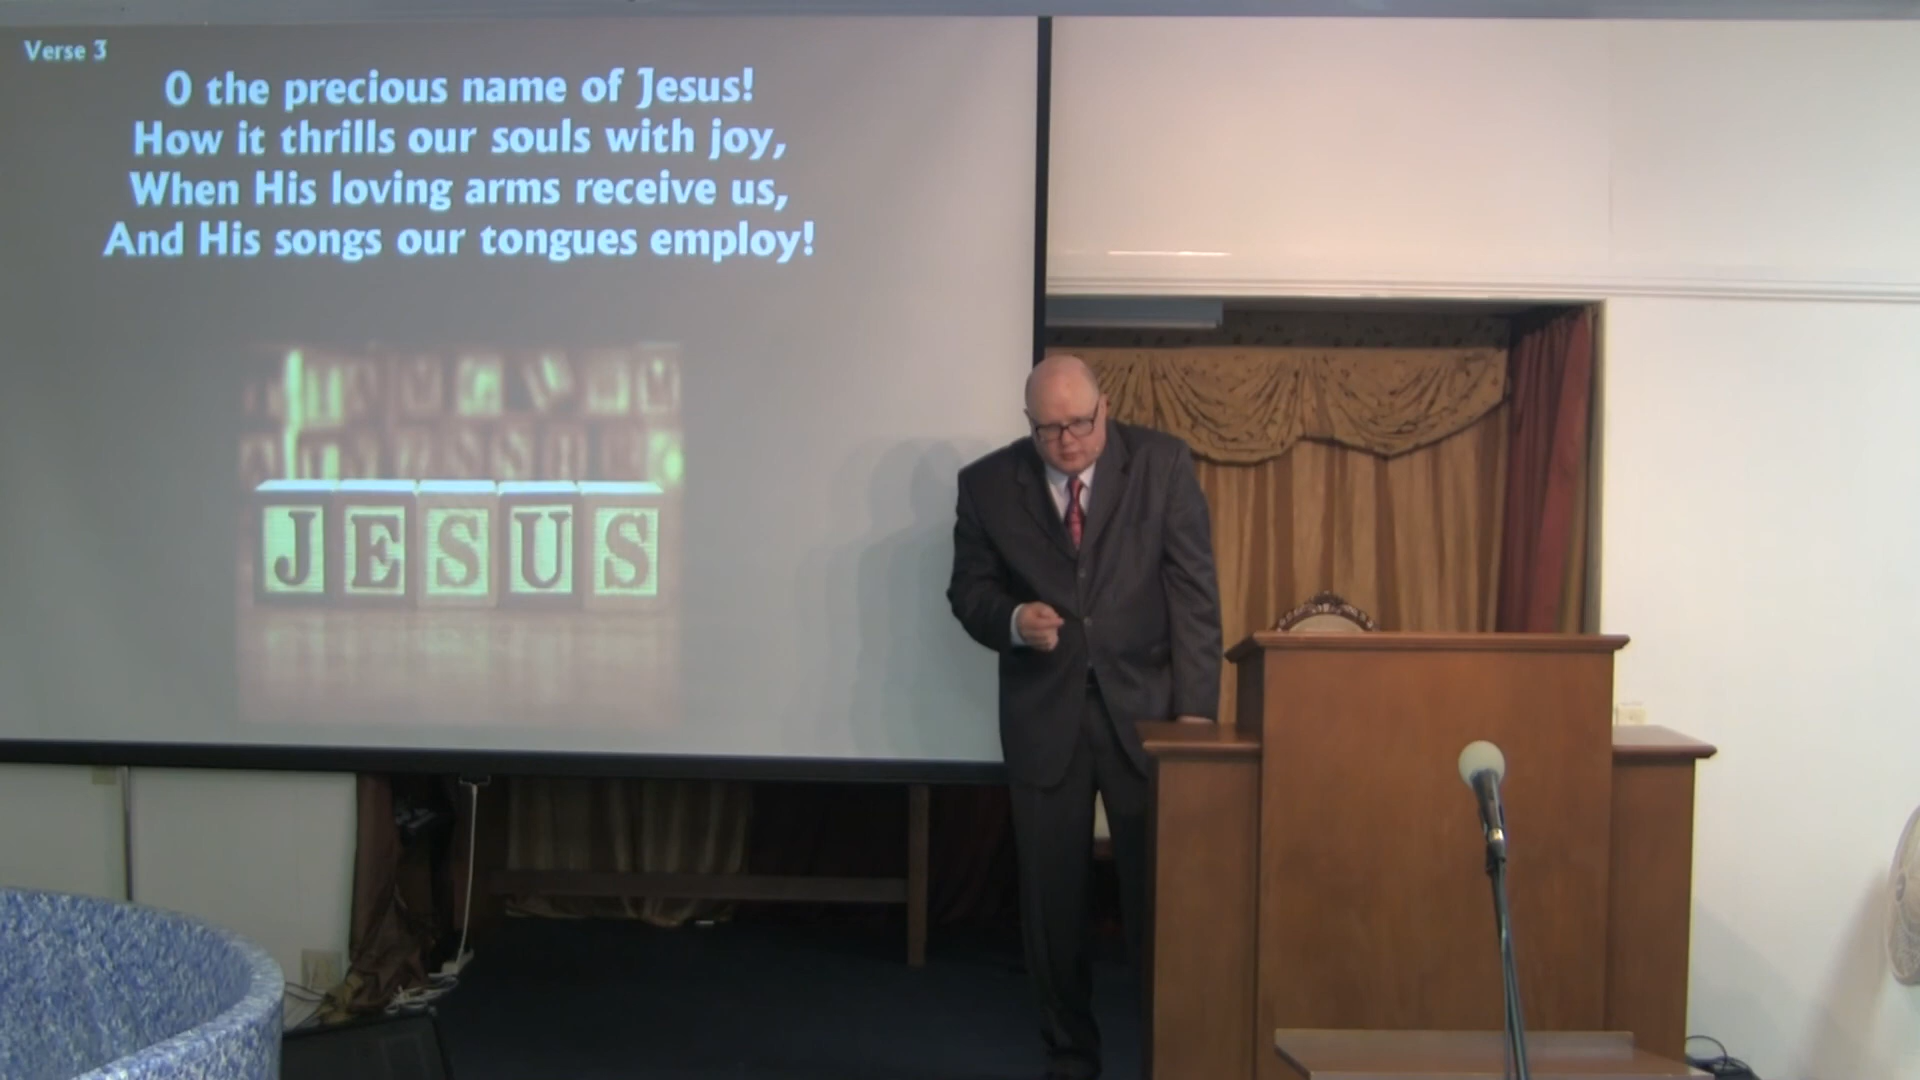 Verse 3
O the precious name of Jesus!
How it thrills our souls with joy,
When His loving arms receive us,
And His songs our tongues employ!
JESUS